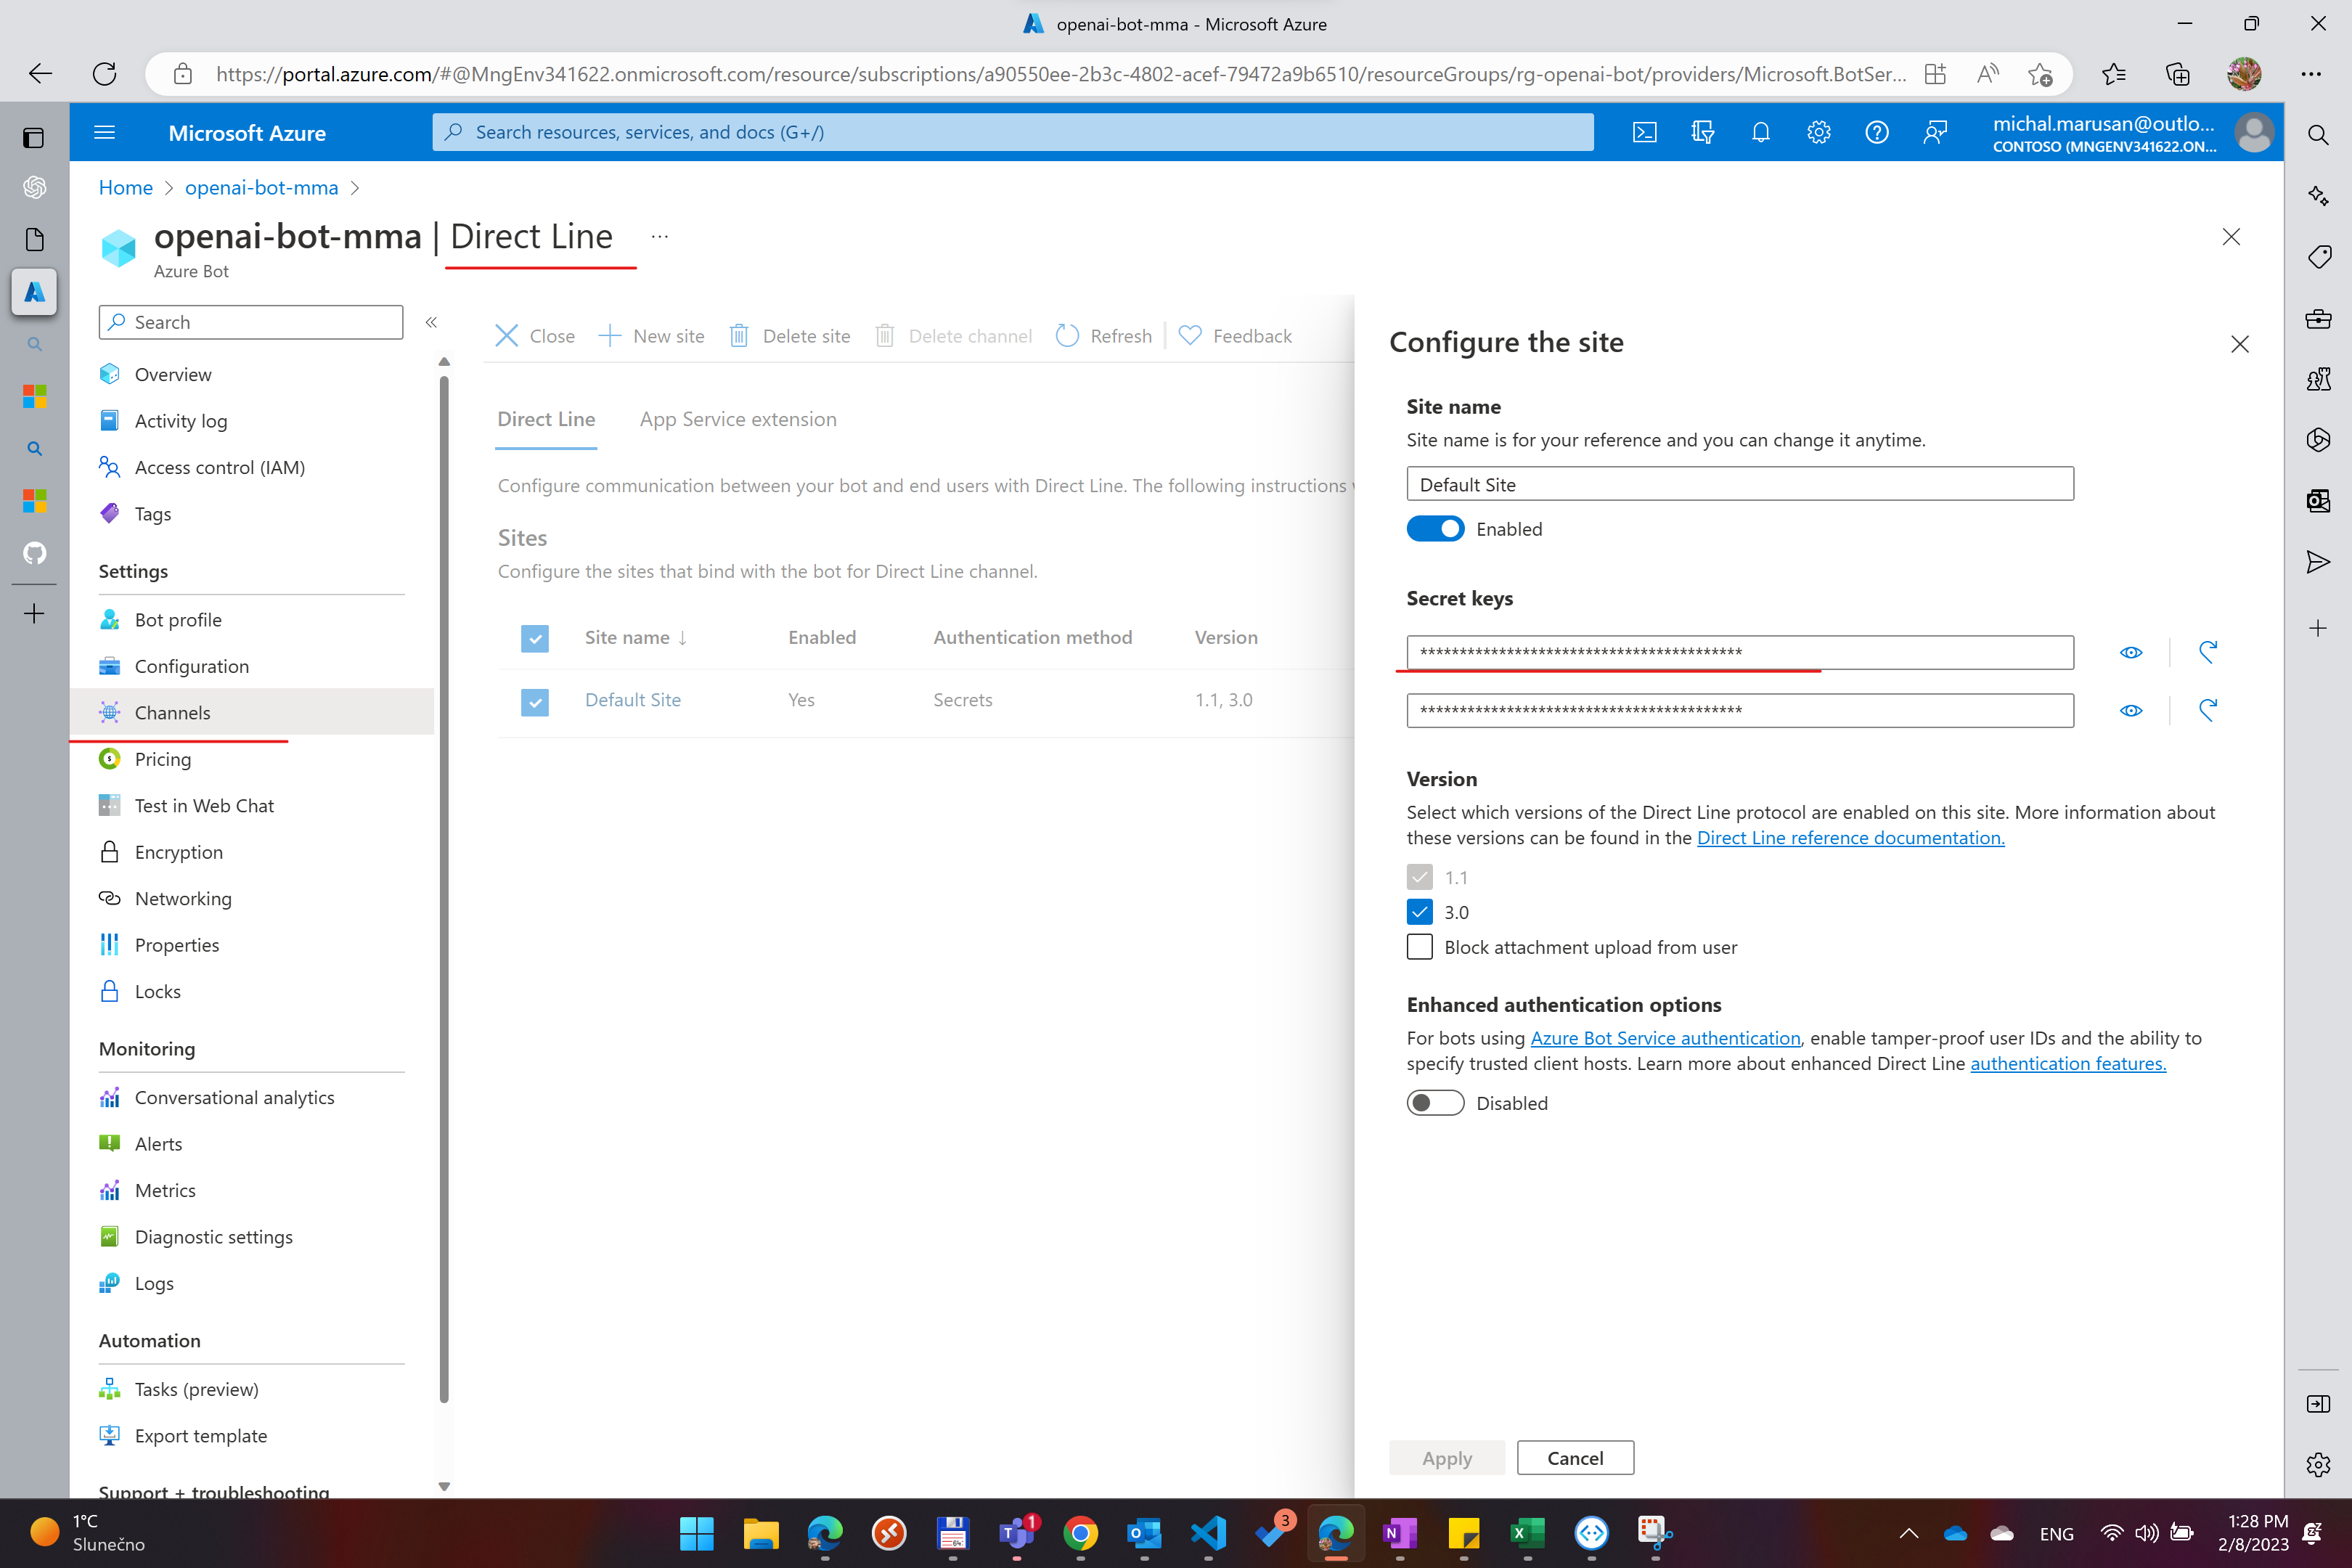 openai-bot-mma - Microsoft Azure
https://portal.azure.com/#@MngEnv341622.onmicrosoft.com/resource/subscriptions/a90550ee-2b3c-4802-acef-79472a9b6510/resourceGroups/rg-openai-bot/providers/Microsoft.BotSer...
Microsoft Azure
Search resources, services, and docs (G+/)
michal.marusan@outlo...
CONTOSO (MNGENV341622.ON...
Home > openai-bot-mma >
openai-bot-mma | Direct Line ...
Azure Bot
Search
Overview
Activity log
Access control (IAM)
Tags
Settings
Bot profile
Configuration
Channels
Pricing
Test in Web Chat
Encryption
Networking
Properties
Locks
Monitoring
Conversational analytics
Alerts
Metrics
Diagnostic settings
Logs
Automation
Tasks (preview)
Export template
Support + troubleshooting
Close New site Delete site Delete channel Refresh Feedback
Direct Line App Service extension
Configure communication between your bot and end users with Direct Line. The following instructions
Sites
Configure the sites that bind with the bot for Direct Line channel.
Site name ↓ Enabled Authentication method Version
Default Site Yes Secrets 1.1, 3.0
Configure the site
Site name
Site name is for your reference and you can change it anytime.
Default Site
Enabled
Secret keys
*****************************************
*****************************************
Version
Select which versions of the Direct Line protocol are enabled on this site. More information about
these versions can be found in the Direct Line reference documentation.
1.1
3.0
Block attachment upload from user
Enhanced authentication options
For bots using Azure Bot Service authentication, enable tamper-proof user IDs and the ability to
specify trusted client hosts. Learn more about enhanced Direct Line authentication features.
Disabled
Apply Cancel
1°C
Slunečno
1
3
ENG
1:28 PM
2/8/2023